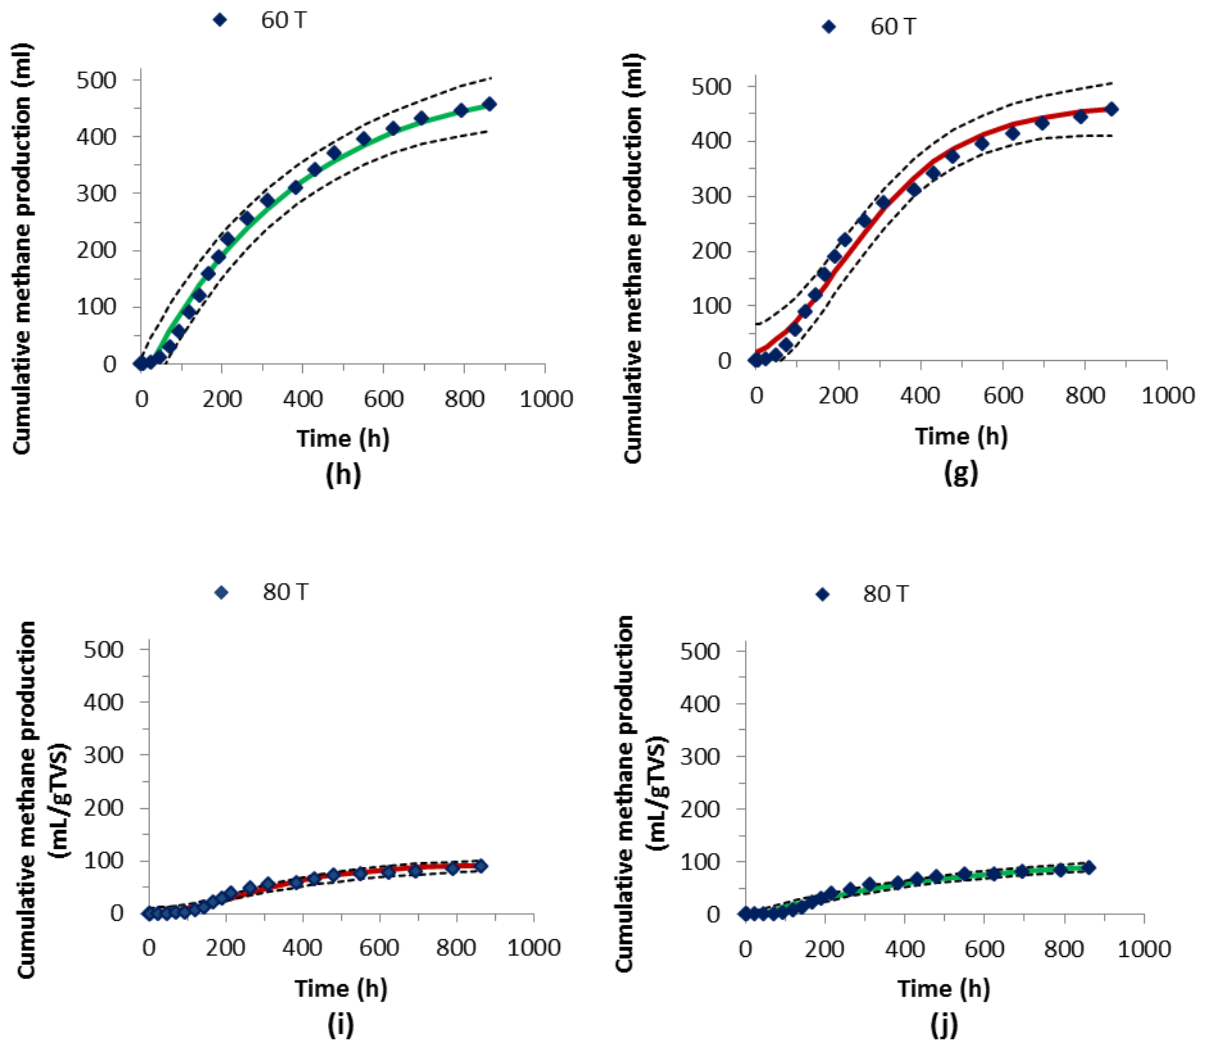 60 T
Cumulative methane production (ml)
500
400
300
200
100
0
0 200 400 600 800 1000
Time (h)
(h)
60 T
Cumulative methane production (ml)
500
400
300
200
100
0
0 200 400 600 800 1000
Time (h)
(g)
80 T
Cumulative methane production
(mL/gTVS)
500
400
300
200
100
0
0 200 400 600 800 1000
Time (h)
(i)
80 T
Cumulative methane production
(mL/gTVS)
500
400
300
200
100
0
0 200 400 600 800 1000
Time (h)
(j)